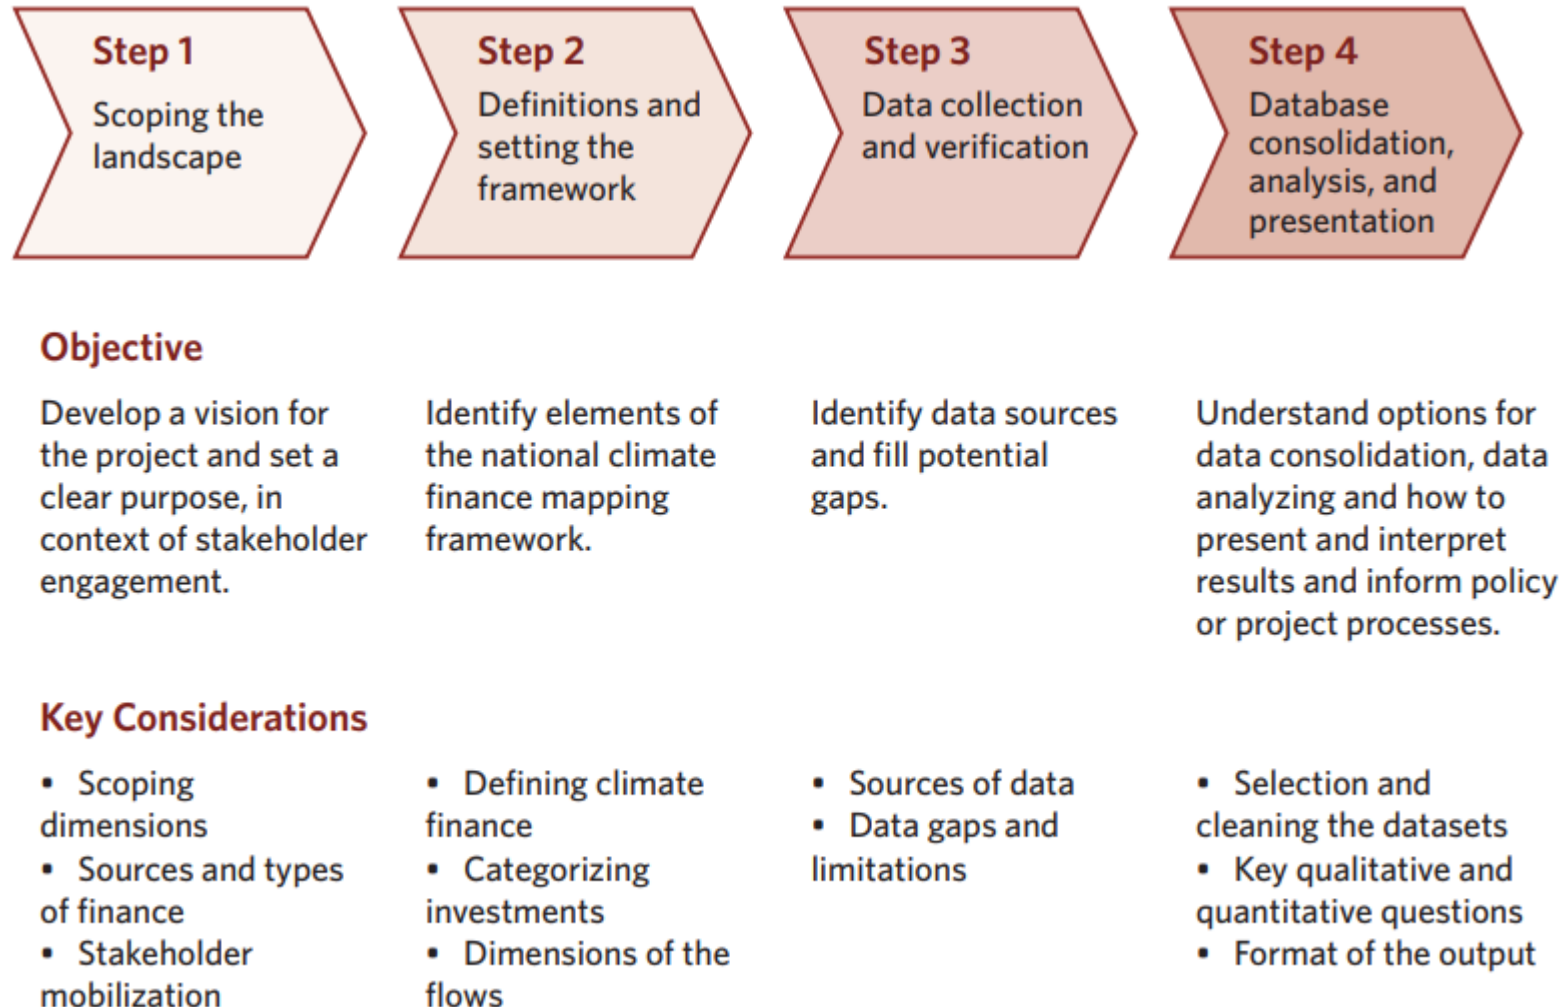 Step 1
Scoping the
landscape
Step 2
Definitions and
setting the
framework
Step 3
Data collection
and verification
Step 4
Database
consolidation,
analysis, and
presentation
Objective
Develop a vision for
the project and set a
clear purpose, in
context of stakeholder
engagement.
Identify elements of
the national climate
finance mapping
framework.
Identify data sources
and fill potential
gaps.
Understand options for
data consolidation, data
analyzing and how to
present and interpret
results and inform policy
or project processes.
Key Considerations
• Scoping
dimensions
• Sources and types
of finance
• Stakeholder
mobilization
• Defining climate
finance
• Categorizing
investments
• Dimensions of the
flows
• Sources of data
• Data gaps and
limitations
• Selection and
cleaning the datasets
• Key qualitative and
quantitative questions
• Format of the output